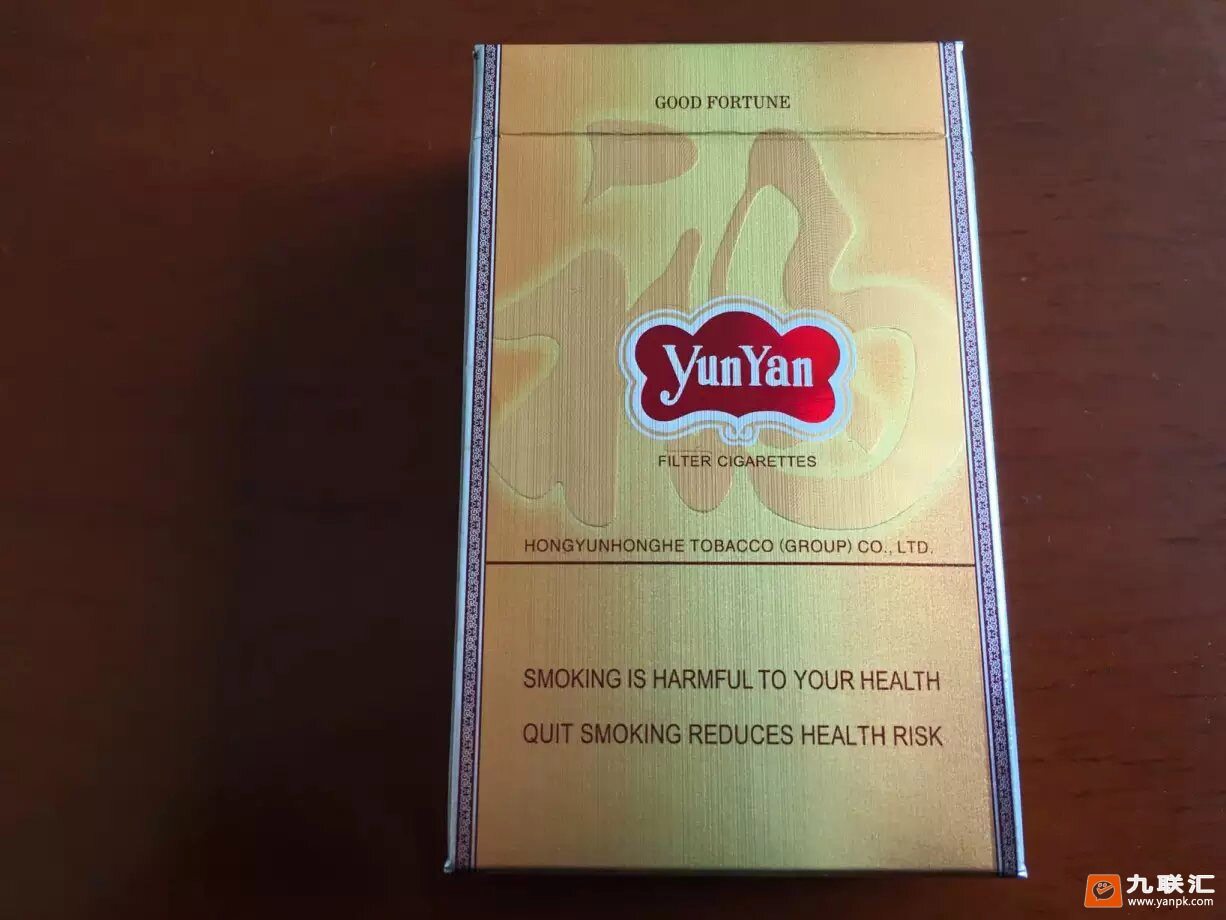 GOOD FORTUNE
福
YunYan
FILTER CIGARETTES
HONGYUNHONGHE TOBACCO (GROUP) CO., LTD.
SMOKING IS HARMFUL TO YOUR HEALTH
QUIT SMOKING REDUCES HEALTH RISK
九联汇
www.yanpk.com